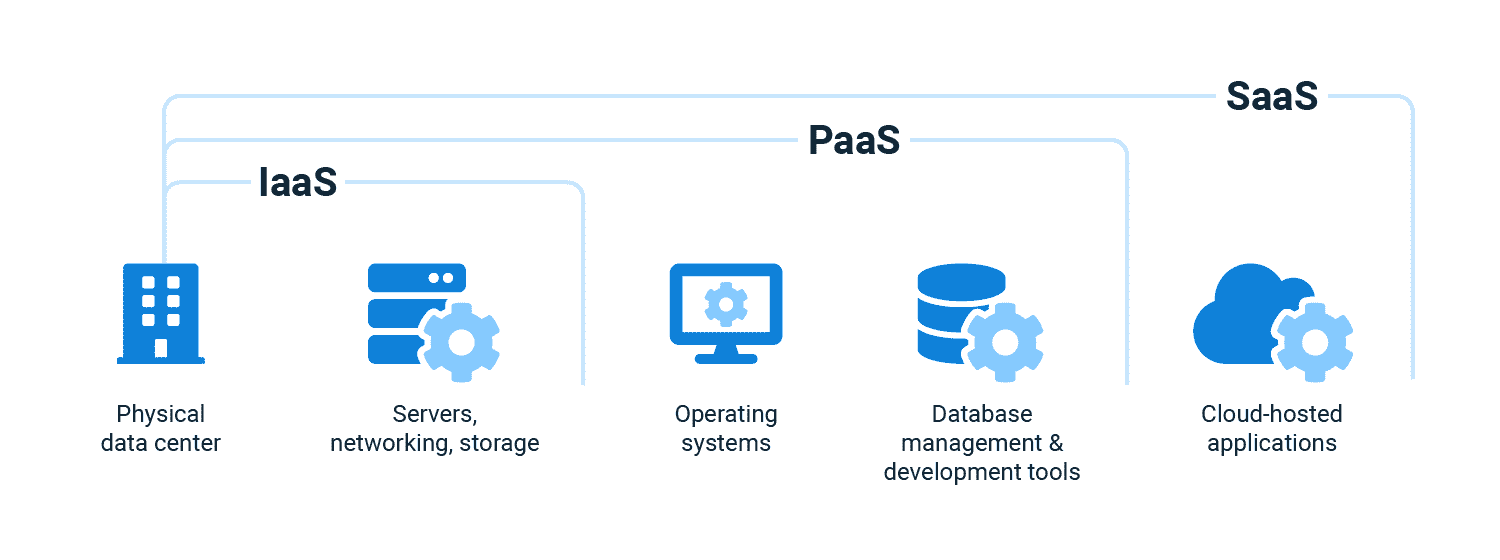 SaaS
PaaS
IaaS
Physical
data center
Servers,
networking, storage
Operating
systems
Database
management &
development tools
Cloud-hosted
applications